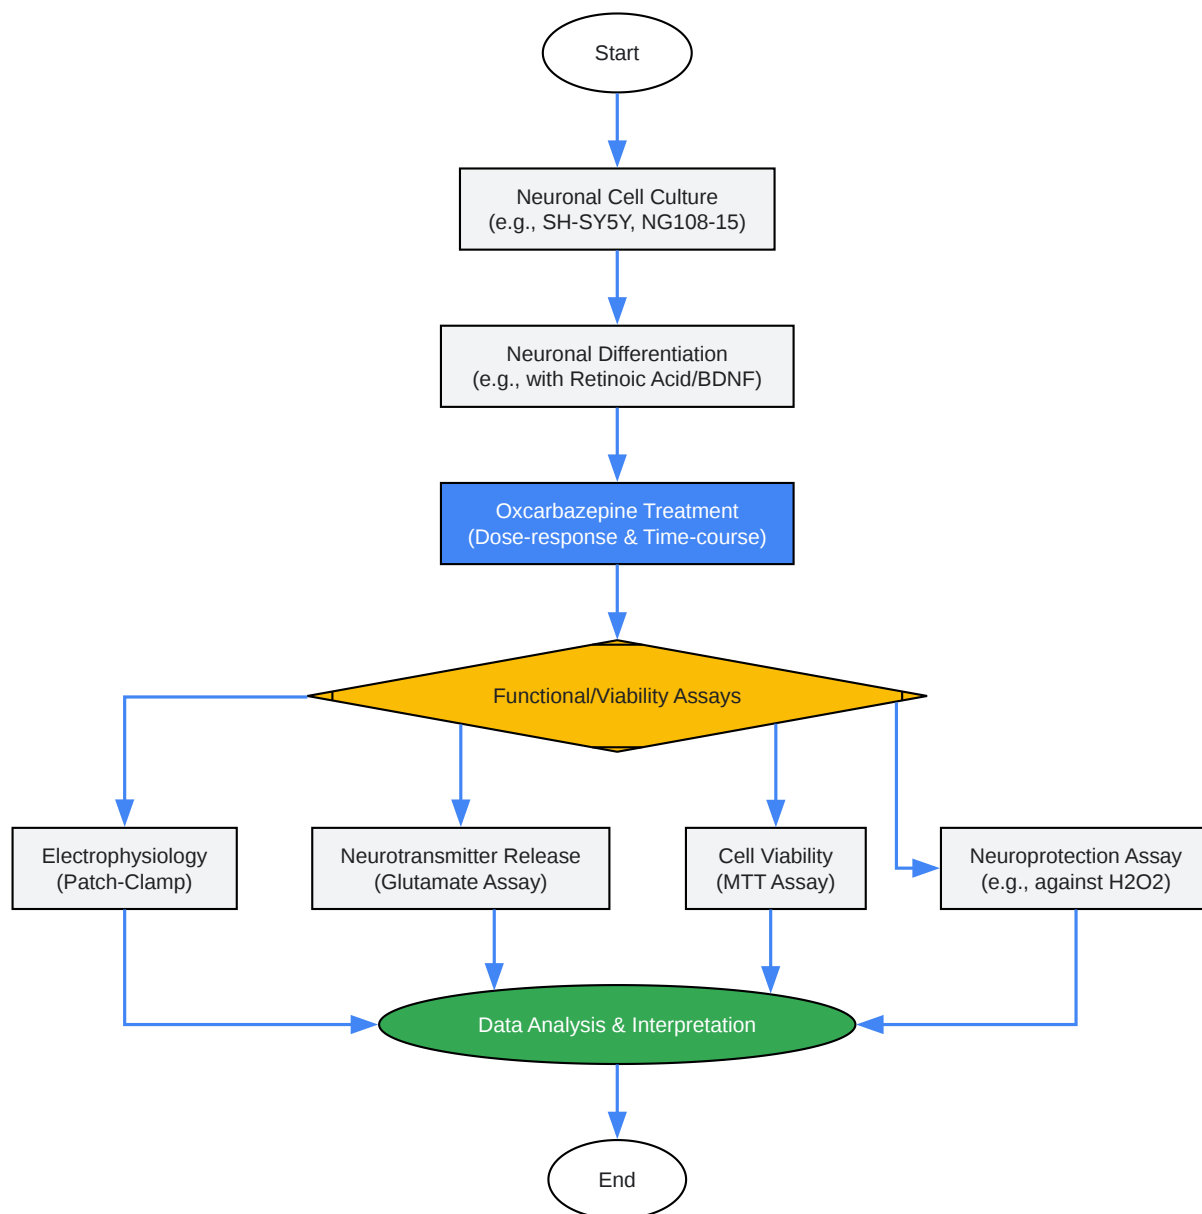 Start
Neuronal Cell Culture
(e.g., SH-SY5Y, NG108-15)
Neuronal Differentiation
(e.g., with Retinoic Acid/BDNF)
Oxcarbazepine Treatment
(Dose-response & Time-course)
Functional/Viability Assays
Electrophysiology
(Patch-Clamp)
Neurotransmitter Release
(Glutamate Assay)
Cell Viability
(MTT Assay)
Neuroprotection Assay
(e.g., against H2O2)
Data Analysis & Interpretation
End